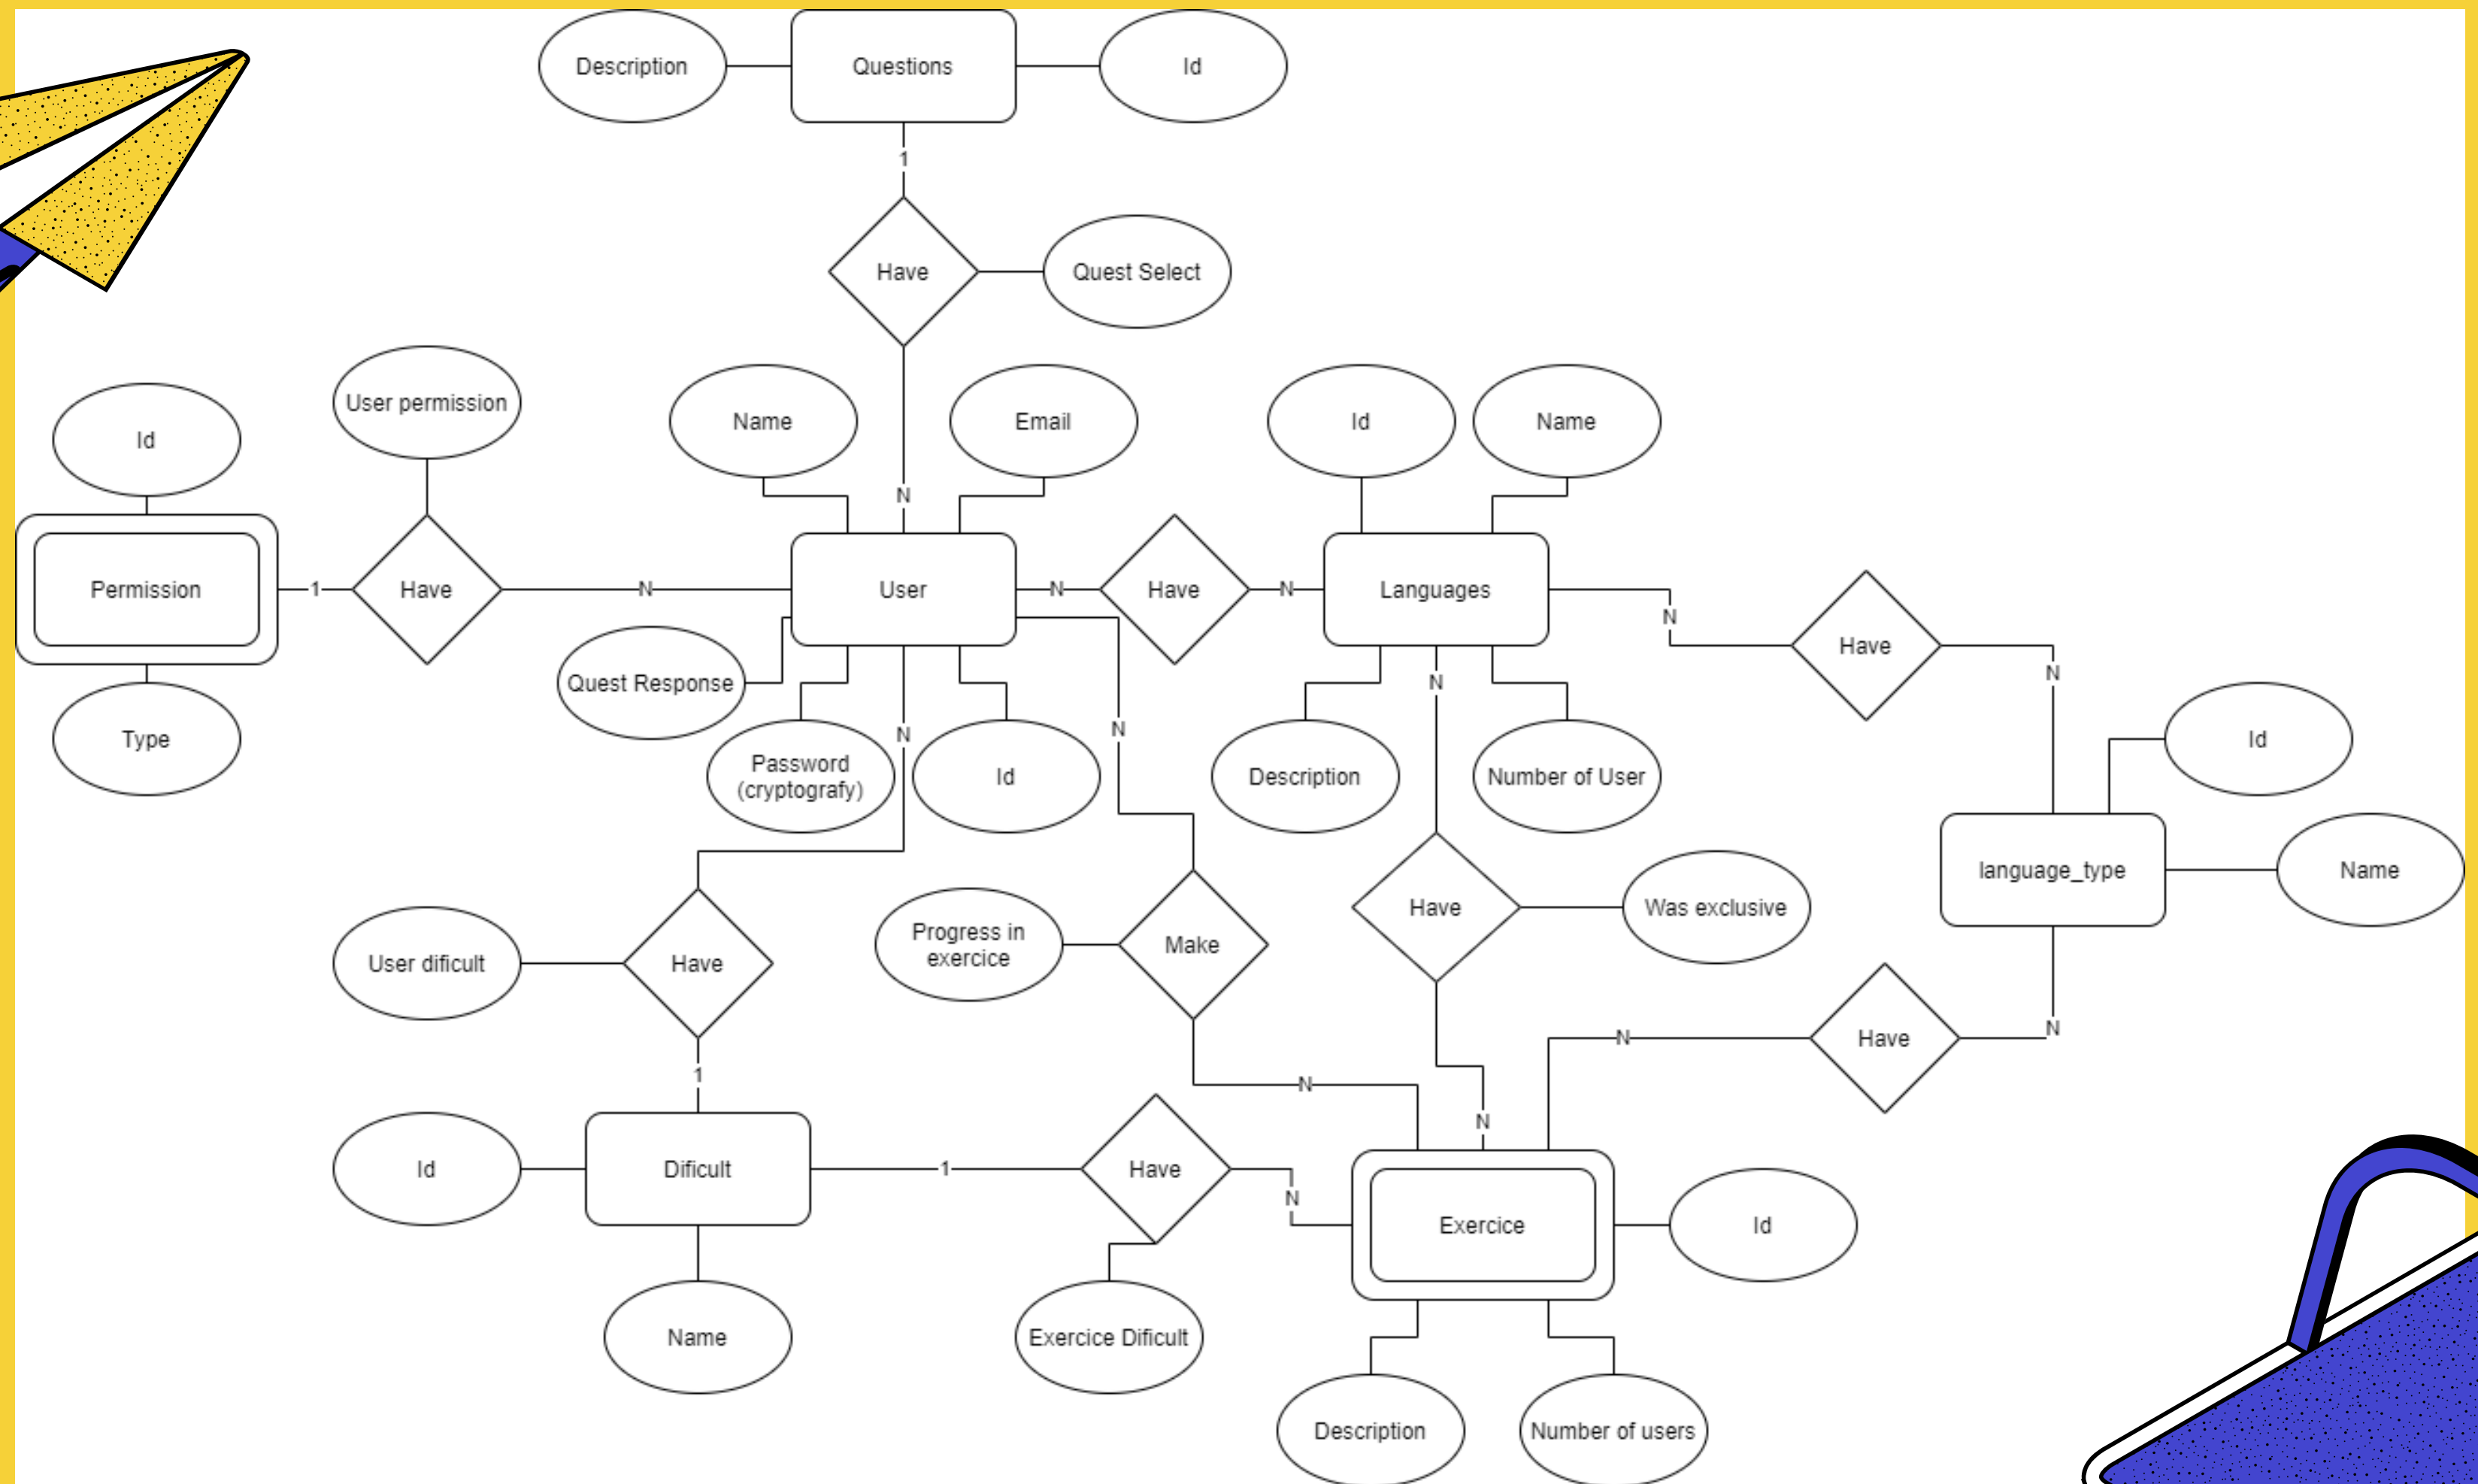 Description
Questions
Id
1
Have
Quest Select
User permission
Id
Name
Email
Id
Name
N
Permission
1
Have
N
User
N
Have
N
Languages
N
Have
N
Quest Response
Type
Password
(cryptografy)
N
Id
N
Description
N
Number of User
Id
language_type
Name
User dificult
Have
Progress in
exercice
Make
Have
Was exclusive
N
Have
N
1
N
N
Id
Dificult
1
Have
N
Exercice
Id
Name
Exercice Dificult
Description
Number of users